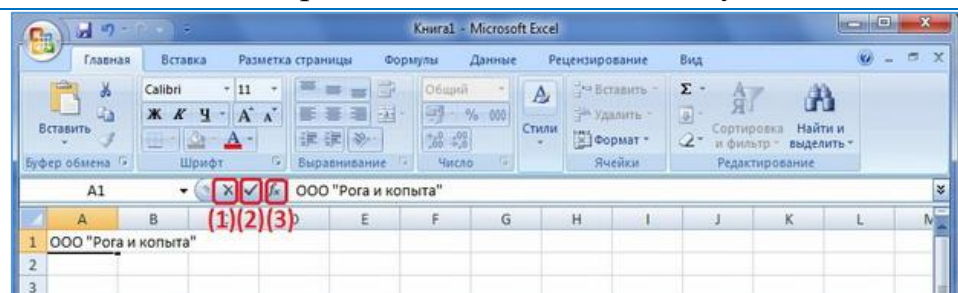 Книга1 - Microsoft Excel
Главная Вставка Разметка страницы Формулы Данные Рецензирование Вид
Calibri 11 Общий Вставить Σ
Ж К Ч А А % 000 Удалить
Вставить Стили Формат Сортировка и фильтр Найти и выделить
Буфер обмена Шрифт Выравнивание Число Ячейки Редактирование
A1 fx ООО "Рога и копыта"
(1)(2)(3)
A B D E F G H I J K L M
1 ООО "Рога и копыта"
2
3